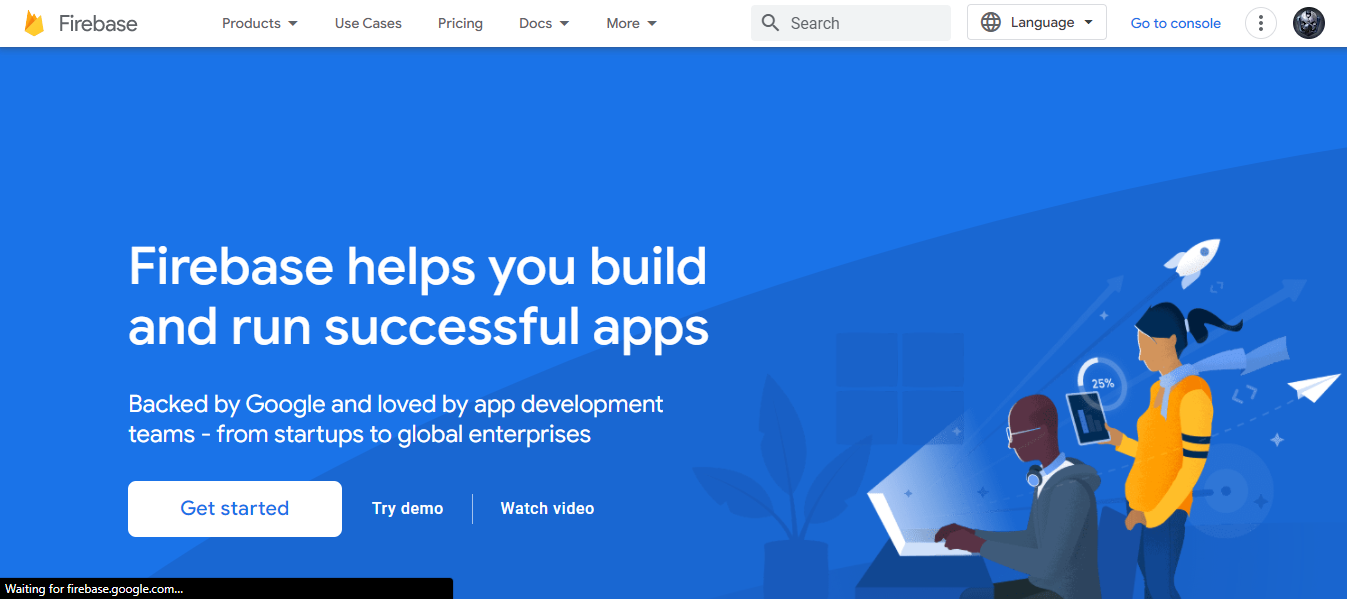 Firebase Products Use Cases Pricing Docs More Search Language Go to console
Firebase helps you build
and run successful apps
Backed by Google and loved by app development
teams - from startups to global enterprises
25%
Get started Try demo Watch video
Waiting for firebase.google.com...